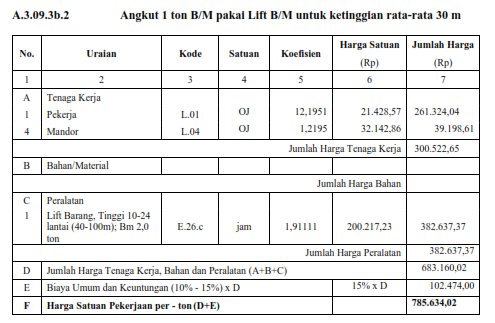 A.3.09.3b.2 Angkut 1 ton B/M pakai Lift B/M untuk ketinggian rata-rata 30 m
No. Uraian Kode Satuan Koefisien Harga Satuan (Rp) Jumlah Harga (Rp)
1 2 3 4 5 6 7
A Tenaga Kerja
1 Pekerja L.01 OJ 12,1951 21.428,57 261.324,04
4 Mandor L.04 OJ 1,2195 32.142,86 39.198,61
Jumlah Harga Tenaga Kerja 300.522,65
B Bahan/Material
Jumlah Harga Bahan
C Peralatan
1 Lift Barang, Tinggi 10-24
lantai (40-100m); Bm 2,0 E.26.c jam 1,91111 200.217,23 382.637,37
ton
Jumlah Harga Peralatan 382.637,37
D Jumlah Harga Tenaga Kerja, Bahan dan Peralatan (A+B+C) 683.160,02
E Biaya Umum dan Keuntungan (10% - 15%) x D 15% x D 102.474,00
F Harga Satuan Pekerjaan per - ton (D+E) 785.634,02